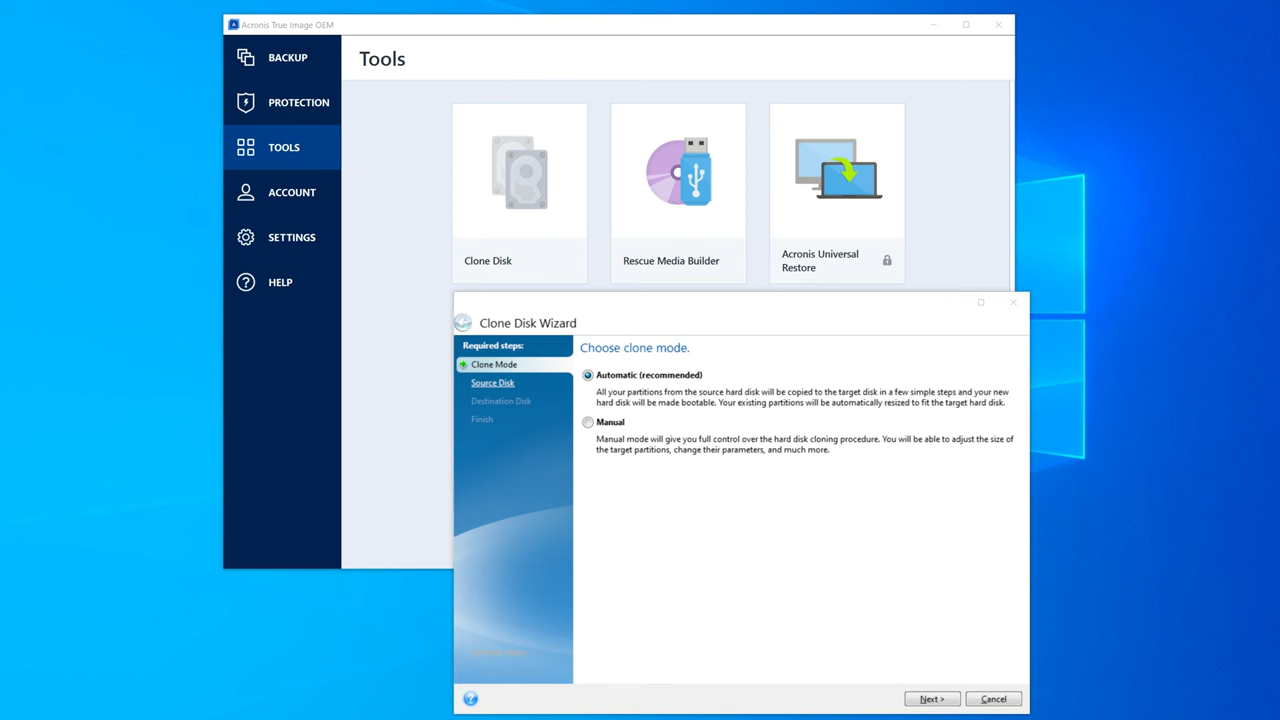 Acronis True Image OEM
BACKUP
PROTECTION
TOOLS
ACCOUNT
SETTINGS
HELP
Tools
Clone Disk
Rescue Media Builder
Acronis Universal
Restore
Clone Disk Wizard
Required steps:
Clone Mode
Source Disk
Destination Disk
Finish
Choose clone mode.
Automatic (recommended)
All your partitions from the source hard disk will be copied to the target disk in a few simple steps and your new
hard disk will be made bootable. Your existing partitions will be automatically resized to fit the target hard disk.
Manual
Manual mode will give you full control over the hard disk cloning procedure. You will be able to adjust the size of
the target partitions, change their parameters, and much more.
Next >
Cancel